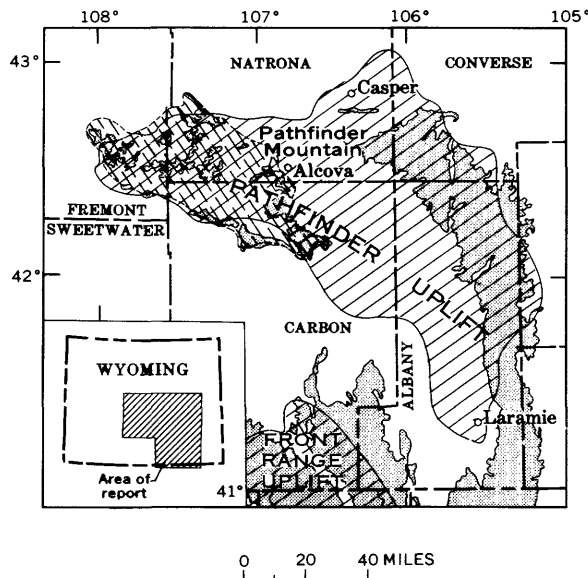 108°
107°
106°
105°
43°
NATRONA
CONVERSE
Casper
Pathfinder
Mountain
Alcova
PATHFINDER
UPLIFT
FREMONT
SWEETWATER
42°
CARBON
ALBANY
WYOMING
Area of
report
Laramie
FRONT
RANGE
UPLIFT
41°
0 20 40 MILES